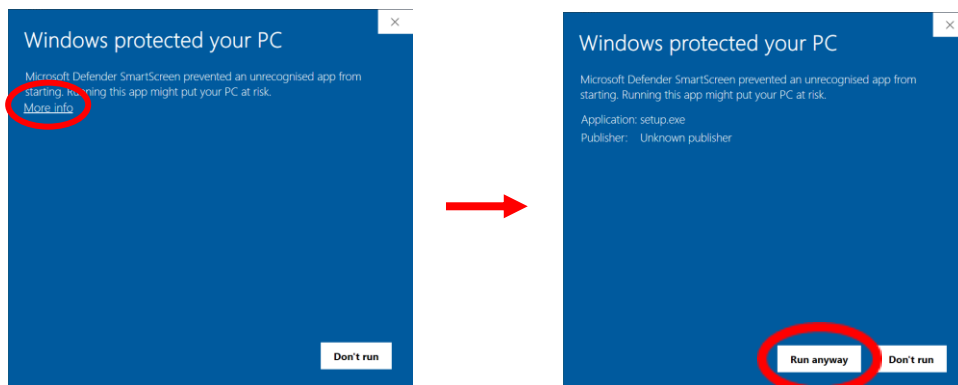 Windows protected your PC
Microsoft Defender SmartScreen prevented an unrecognised app from
starting. Running this app might put your PC at risk.
More info
Don't run
Windows protected your PC
Microsoft Defender SmartScreen prevented an unrecognised app from
starting. Running this app might put your PC at risk.
Application: setup.exe
Publisher: Unknown publisher
Run anyway
Don't run